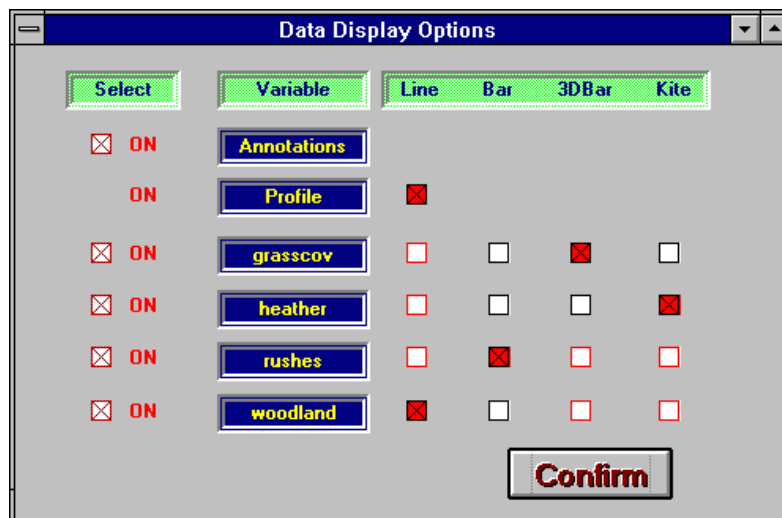 Data Display Options
Select Variable Line Bar 3DBar Kite
ON Annotations
ON Profile
ON grasscov
ON heather
ON rushes
ON woodland
Confirm